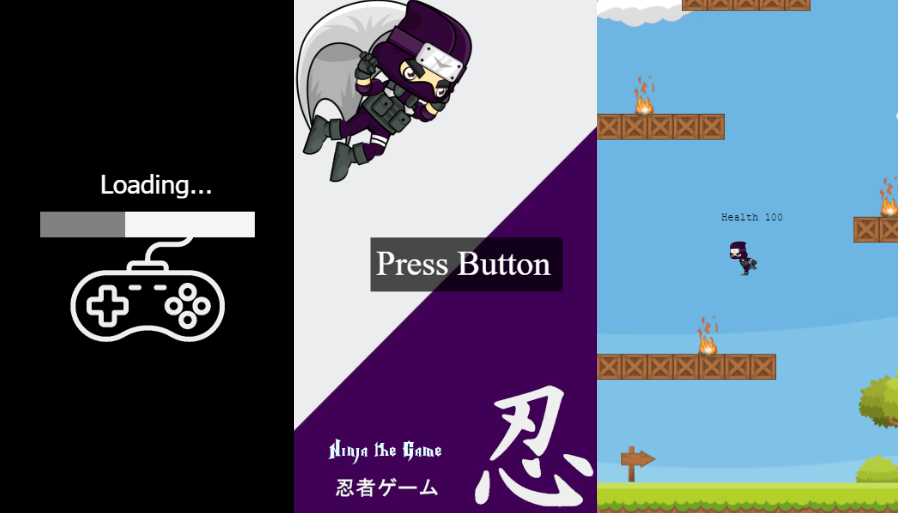 Loading...
Press Button
Ninja the Game
忍者ゲーム
忍
Health 100